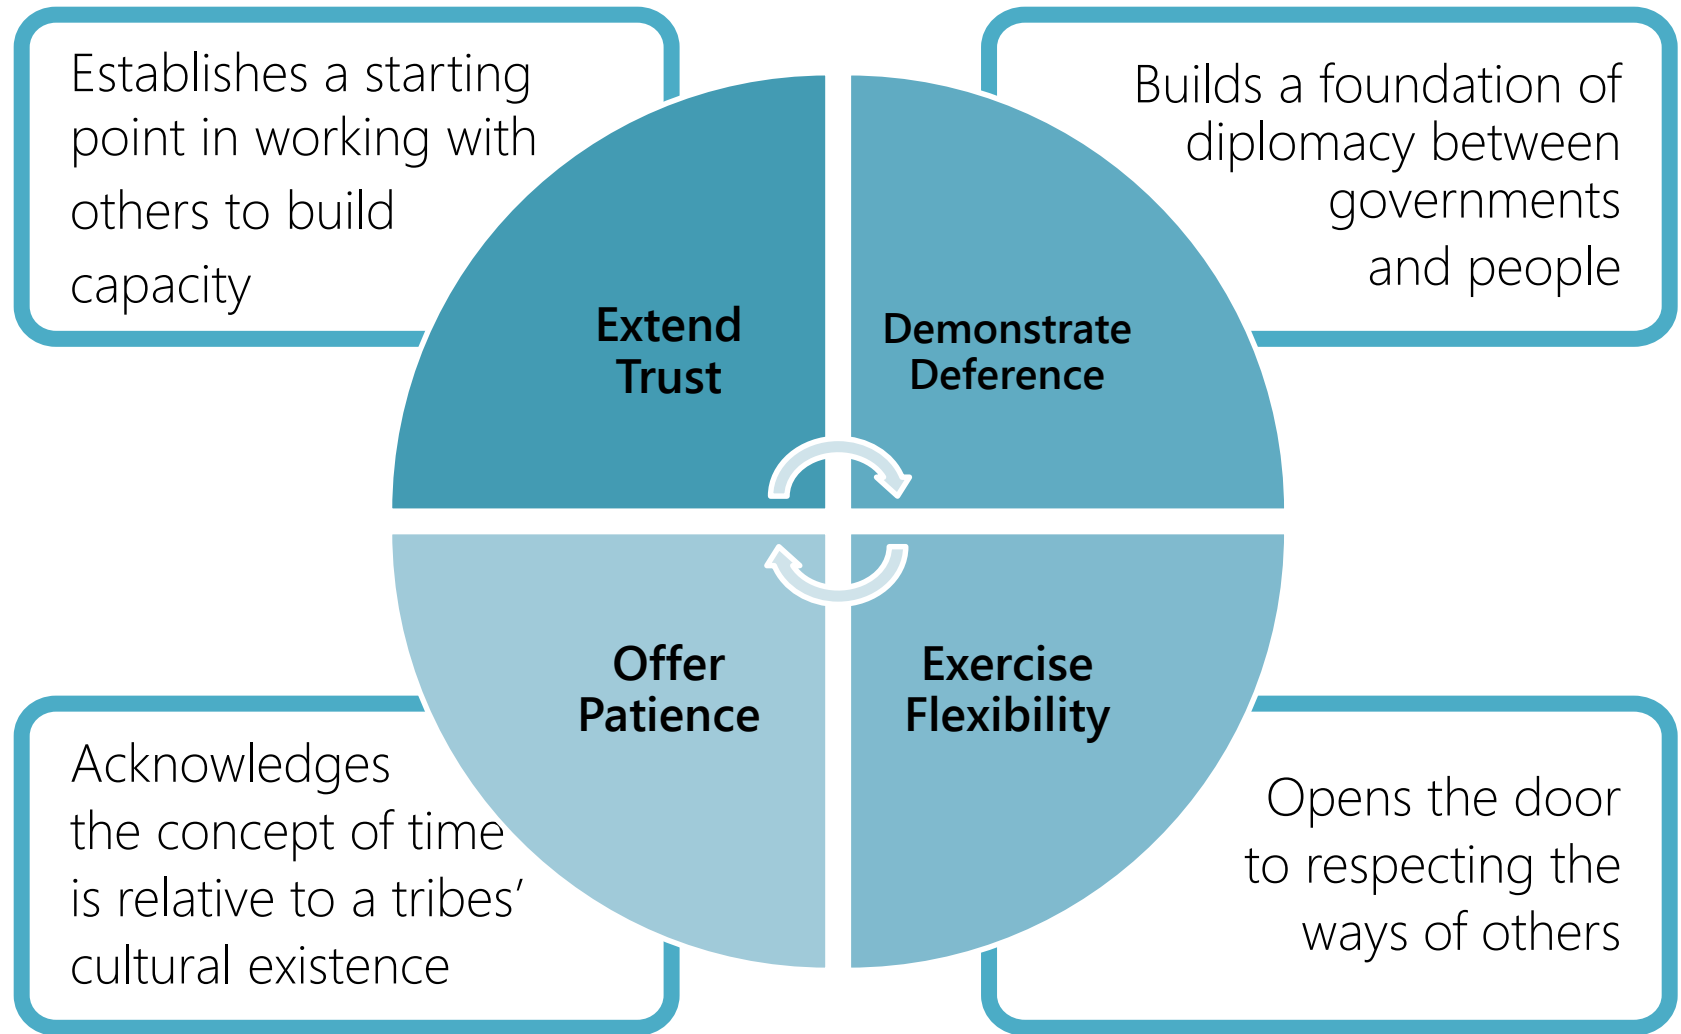 Establishes a starting
point in working with
others to build
capacity
Extend
Trust
Builds a foundation of
diplomacy between
governments
and people
Demonstrate
Deference
Acknowledges
the concept of time
is relative to a tribes’
cultural existence
Offer
Patience
Exercise
Flexibility
Opens the door
to respecting the
ways of others